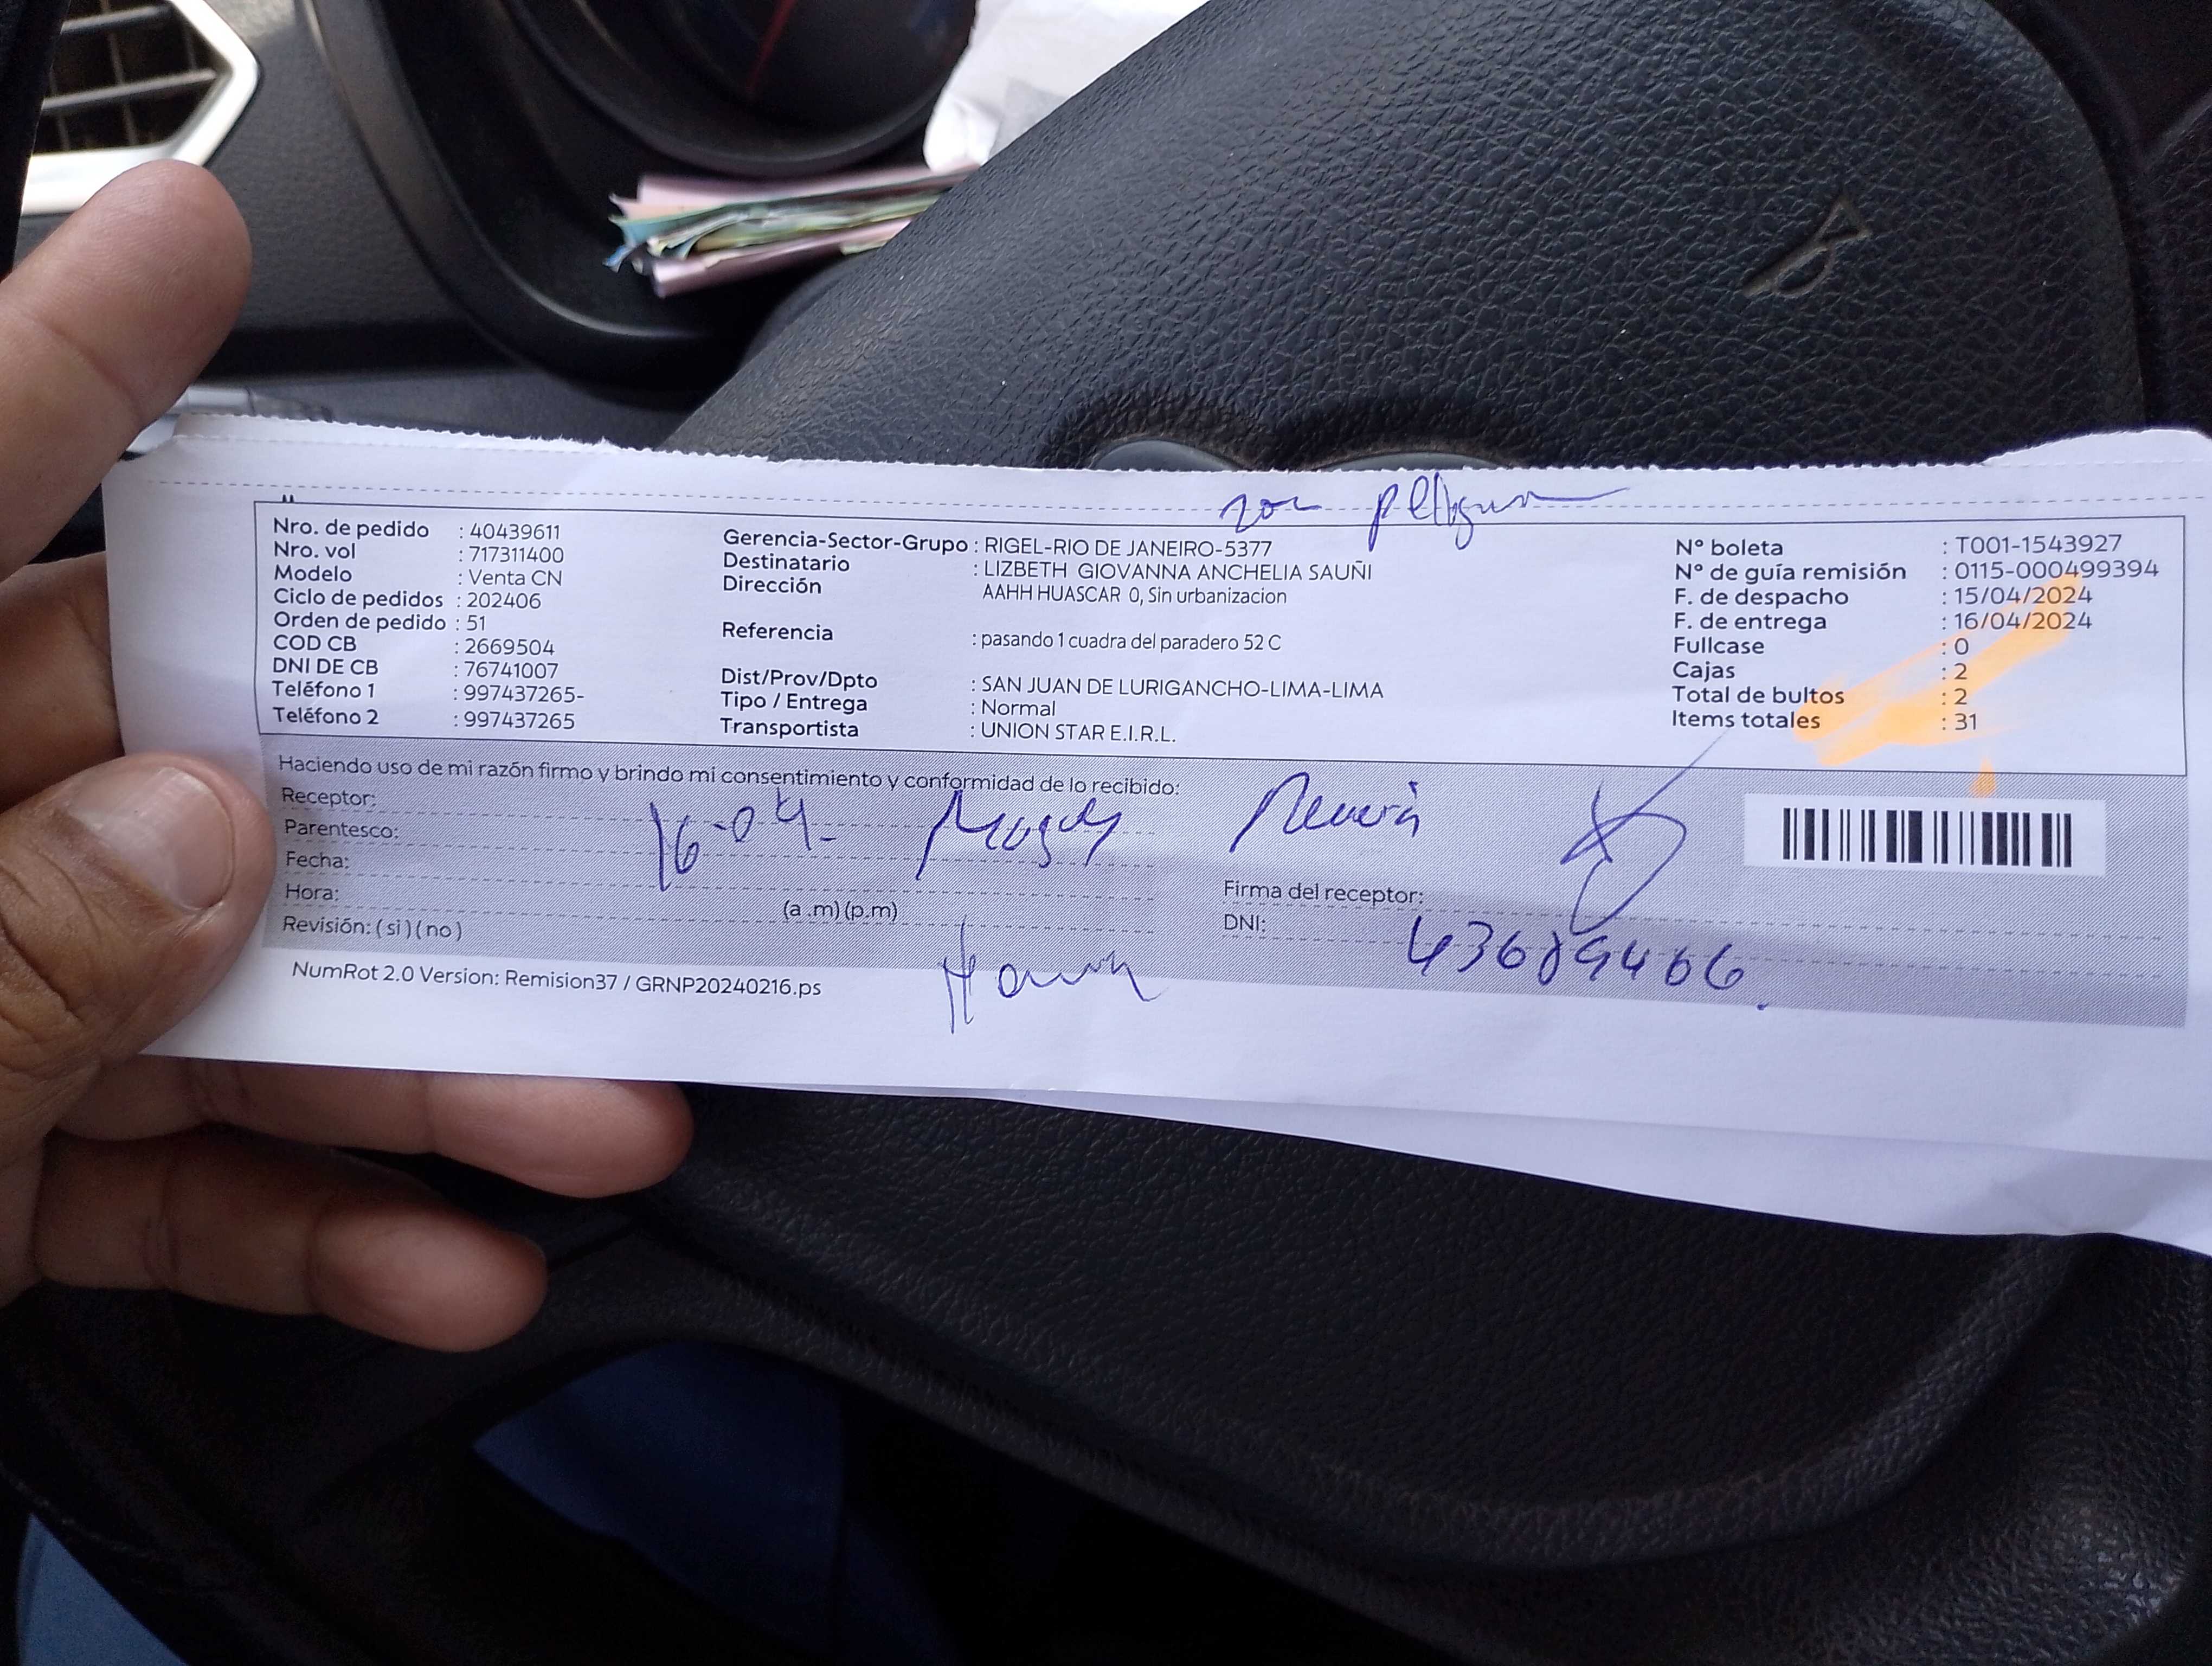 Nro. de pedido : 40439611
Nro. vol : 717311400
Modelo : Venta CN
Ciclo de pedidos : 202406
Orden de pedido : 51
COD CB : 2669504
DNI DE CB : 76741007
Teléfono 1 : 997437265-
Teléfono 2 : 997437265
Gerencia-Sector-Grupo : RIGEL-RIO DE JANEIRO-5377
Destinatario : LIZBETH GIOVANNA ANCHELIA SAUÑI
Dirección AAHH HUASCAR 0, Sin urbanizacion
Referencia : pasando 1 cuadra del paradero 52 C
Dist/Prov/Dpto : SAN JUAN DE LURIGANCHO-LIMA-LIMA
Tipo / Entrega : Normal
Transportista : UNION STAR E.I.R.L.
N° boleta : T001-1543927
N° de guía remisión : 0115-000499394
F. de despacho : 15/04/2024
F. de entrega : 16/04/2024
Fullcase : 0
Cajas : 2
Total de bultos : 2
Items totales : 31
Haciendo uso de mi razón firmo y brindo mi consentimiento y conformidad de lo recibido:
Receptor:
Parentesco: 16-04-
Fecha:
Hora: (a .m) (p.m)
Revisión: ( si ) ( no )
Firma del receptor:
DNI: 43689466.
NumRot 2.0 Version: Remision37 / GRNP20240216.ps